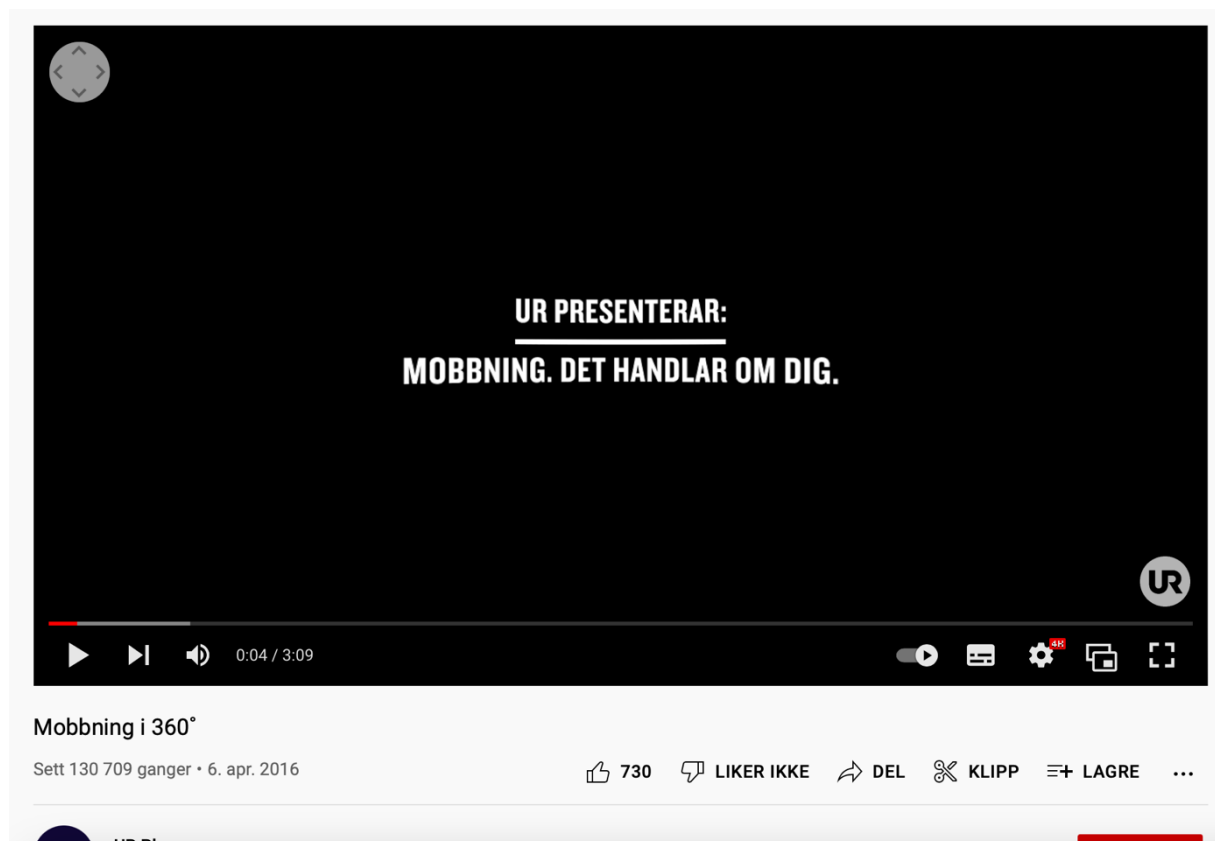 UR PRESENTERAR:
MOBBNING. DET HANDLAR OM DIG.
UR
0:04 / 3:09
4K
Mobbning i 360°
Sett 130 709 ganger • 6. apr. 2016
730 LIKER IKKE DEL KLIPP LAGRE ...